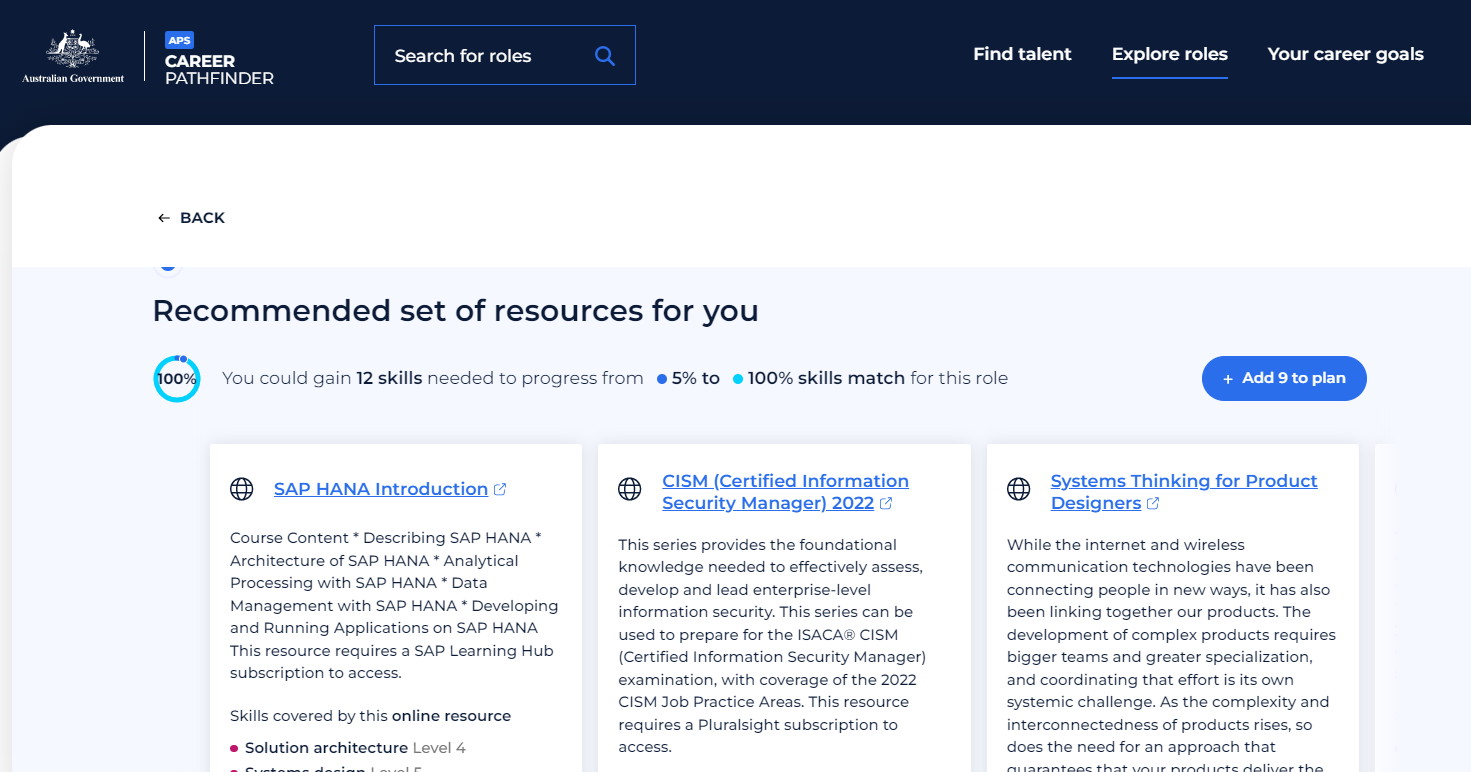 Australian Government
APS
CAREER
PATHFINDER
Search for roles
Find talent
Explore roles
Your career goals
BACK
Recommended set of resources for you
100%
You could gain 12 skills needed to progress from 5% to 100% skills match for this role
+ Add 9 to plan
SAP HANA Introduction
Course Content * Describing SAP HANA *
Architecture of SAP HANA * Analytical
Processing with SAP HANA * Data
Management with SAP HANA * Developing
and Running Applications on SAP HANA
This resource requires a SAP Learning Hub
subscription to access.
Skills covered by this online resource
Solution architecture Level 4
Systems design Level 5
CISM (Certified Information
Security Manager) 2022
This series provides the foundational
knowledge needed to effectively assess,
develop and lead enterprise-level
information security. This series can be
used to prepare for the ISACA® CISM
(Certified Information Security Manager)
examination, with coverage of the 2022
CISM Job Practice Areas. This resource
requires a Pluralsight subscription to
access.
Systems Thinking for Product
Designers
While the internet and wireless
communication technologies have been
connecting people in new ways, it has also
been linking together our products. The
development of complex products requires
bigger teams and greater specialization,
and coordinating that effort is its own
systemic challenge. As the complexity and
interconnectedness of products rises, so
does the need for an approach that
guarantees that your products deliver the